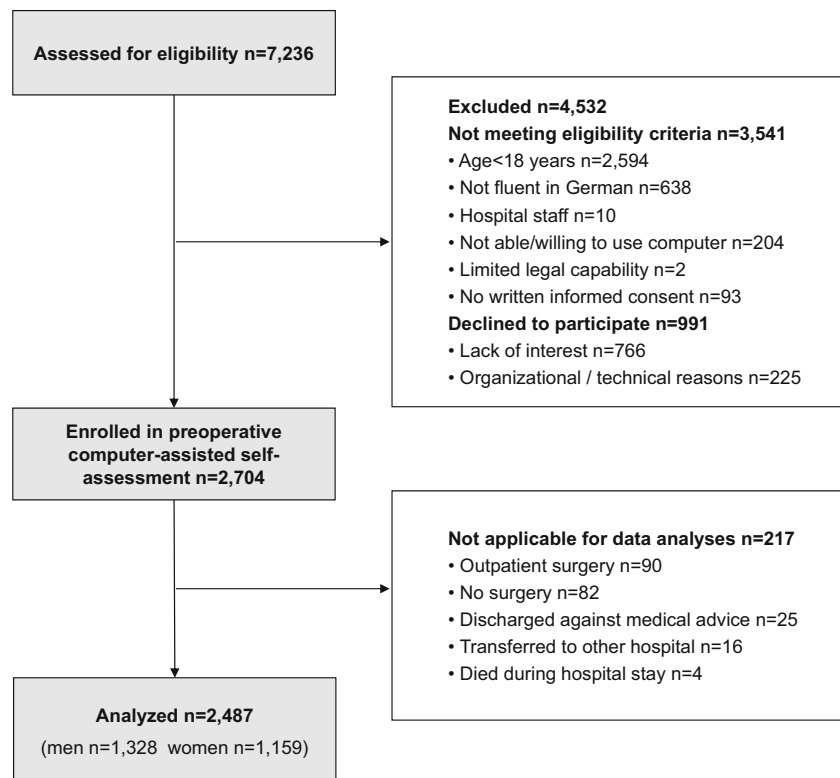 Assessed for eligibility n=7,236
Excluded n=4,532
Not meeting eligibility criteria n=3,541
• Age<18 years n=2,594
• Not fluent in German n=638
• Hospital staff n=10
• Not able/willing to use computer n=204
• Limited legal capability n=2
• No written informed consent n=93
Declined to participate n=991
• Lack of interest n=766
• Organizational / technical reasons n=225
Enrolled in preoperative
computer-assisted self-
assessment n=2,704
Not applicable for data analyses n=217
• Outpatient surgery n=90
• No surgery n=82
• Discharged against medical advice n=25
• Transferred to other hospital n=16
• Died during hospital stay n=4
Analyzed n=2,487
(men n=1,328  women n=1,159)